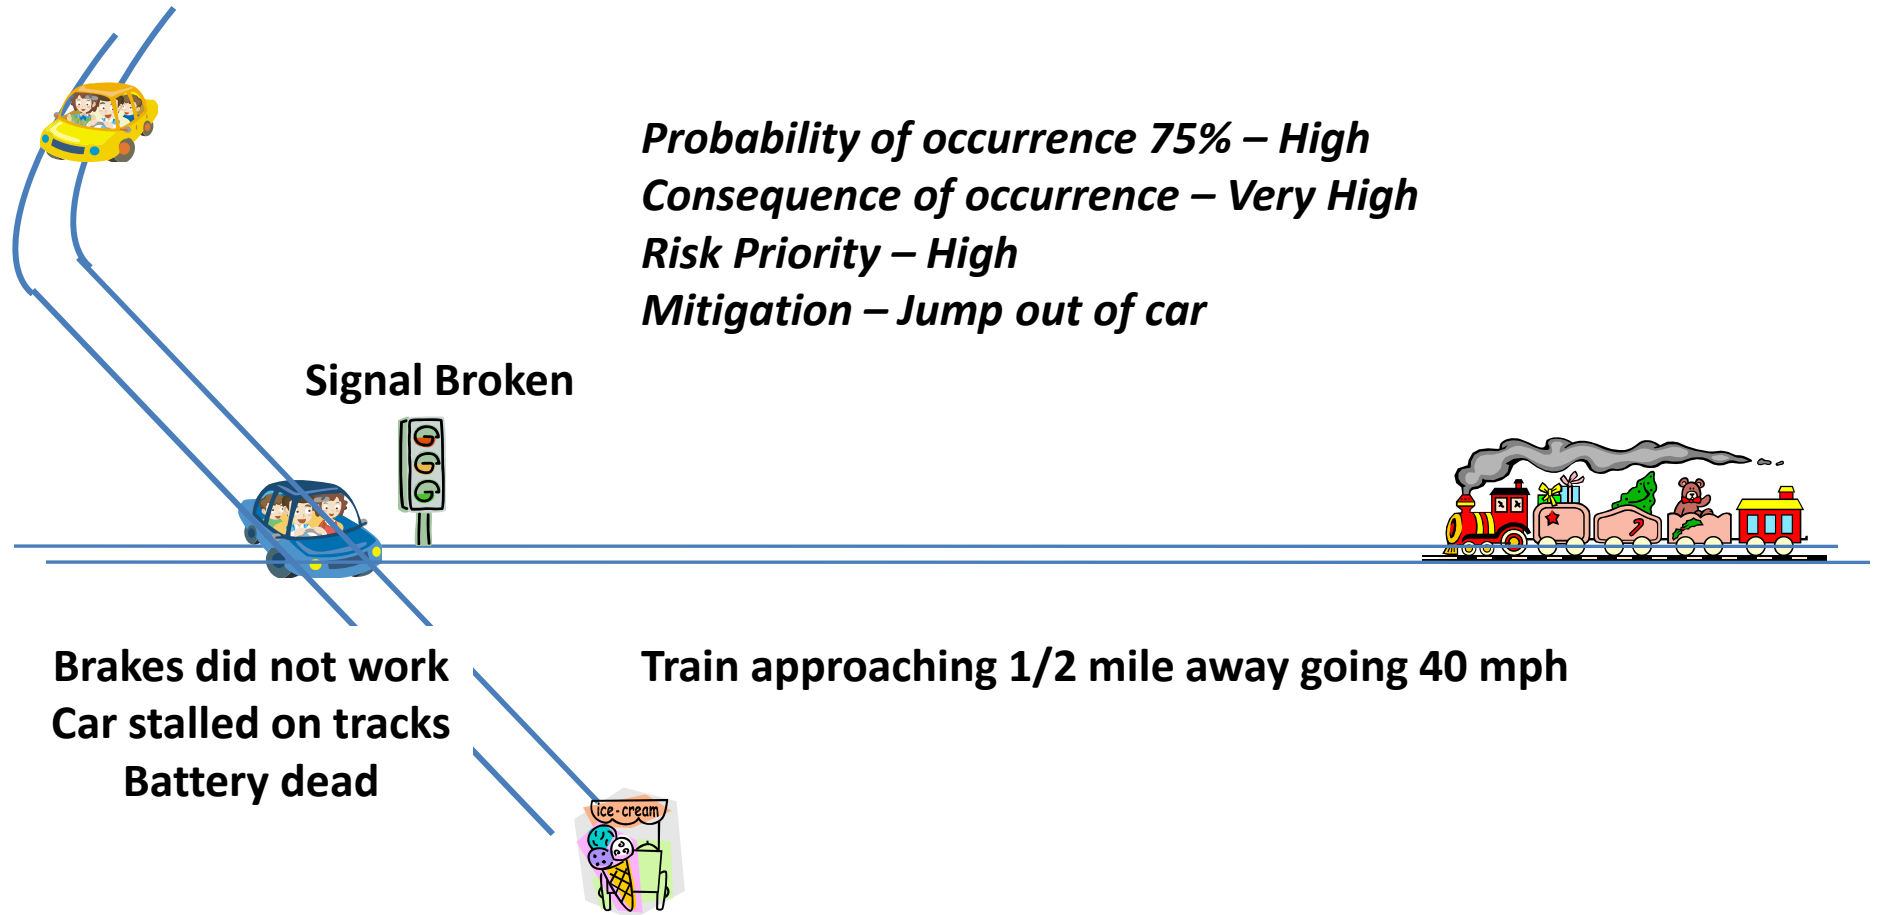 Probability of occurrence 75% – High
Consequence of occurrence – Very High
Risk Priority – High
Mitigation – Jump out of car
Signal Broken
G
G
G
Brakes did not work
Car stalled on tracks
Battery dead
Train approaching 1/2 mile away going 40 mph
ice-cream